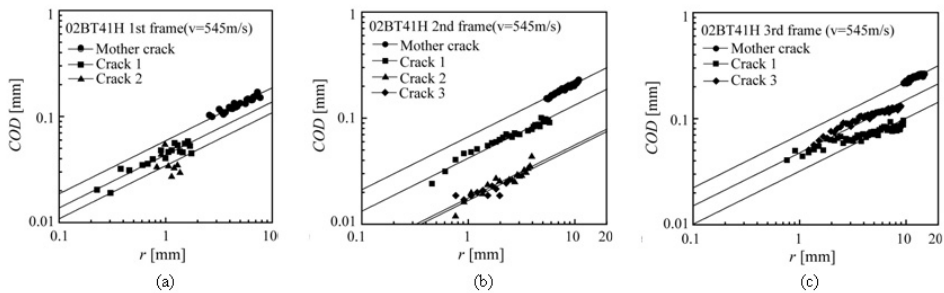 02BT41H 1st frame(v=545m/s)
Mother crack
Crack 1
Crack 2
COD [mm]
1
0.1
0.01
0.1
1
10
r [mm]
(a)
02BT41H 2nd frame (v=545m/s)
Mother crack
Crack 1
Crack 2
Crack 3
COD [mm]
1
0.1
0.01
0.1
1
10
20
r [mm]
(b)
02BT41H 3rd frame (v=545m/s)
Mother crack
Crack 1
Crack 3
COD [mm]
1
0.1
0.01
0.1
1
10
20
r [mm]
(c)